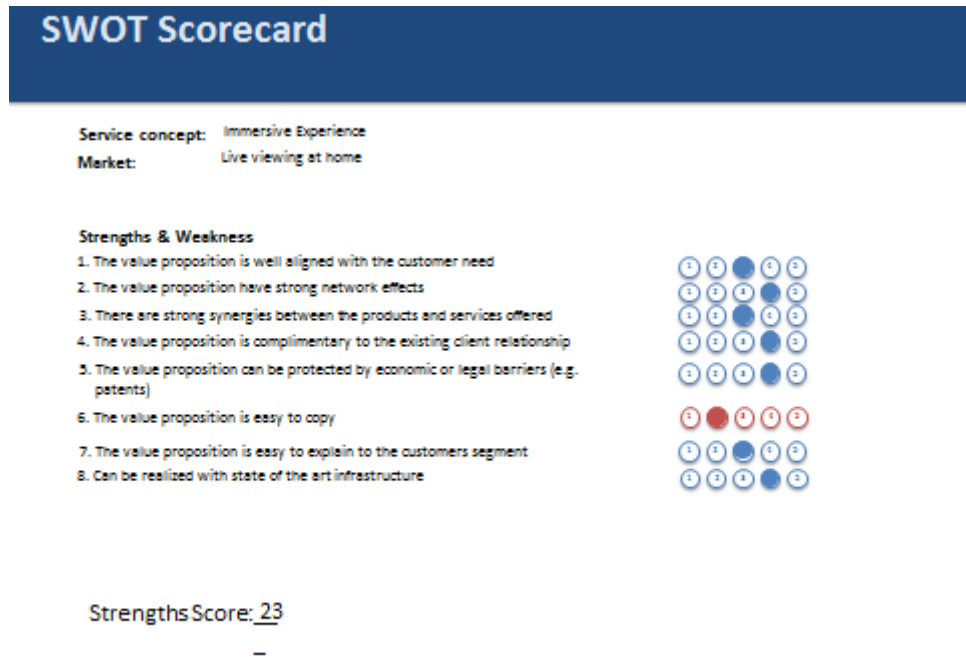 SWOT Scorecard
Service concept: Immersive Experience
Market: Live viewing at home
Strengths & Weakness
1. The value proposition is well aligned with the customer need
2. The value proposition have strong network effects
3. There are strong synergies between the products and services offered
4. The value proposition is complimentary to the existing client relationship
5. The value proposition can be protected by economic or legal barriers (e.g.
patents)
6. The value proposition is easy to copy
7. The value proposition is easy to explain to the customers segment
8. Can be realized with state of the art infrastructure
Strengths Score: 23